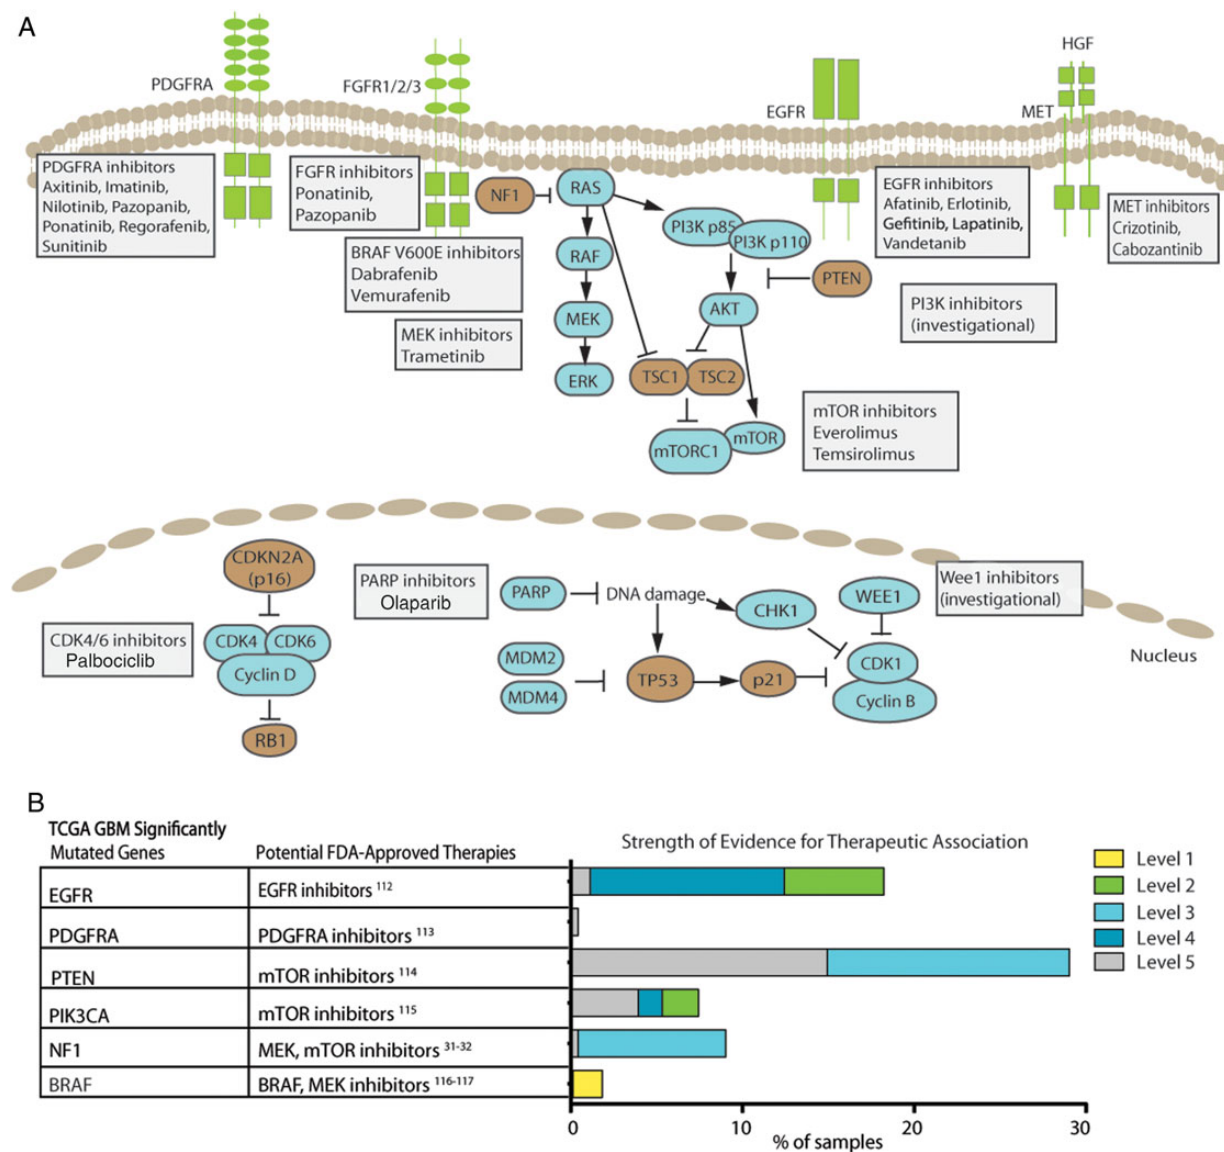 A
HGF
PDGFRA
FGFR1/2/3
EGFR
MET
PDGFRA inhibitors
Axitinib, Imatinib,
Nilotinib, Pazopanib,
Ponatinib, Regorafenib,
Sunitinib
FGFR inhibitors
Ponatinib,
Pazopanib
NF1
RAS
PI3K p85
PI3K p110
EGFR inhibitors
Afatinib, Erlotinib,
Gefitinib, Lapatinib,
Vandetanib
MET inhibitors
Crizotinib,
Cabozantinib
BRAF V600E inhibitors
Dabrafenib
Vemurafenib
RAF
PTEN
AKT
PI3K inhibitors
(investigational)
MEK inhibitors
Trametinib
MEK
ERK
TSC1
TSC2
mTORC1
mTOR
mTOR inhibitors
Everolimus
Temsirolimus
CDKN2A
(p16)
PARP inhibitors
Olaparib
PARP
DNA damage
CHK1
WEE1
Wee1 inhibitors
(investigational)
CDK4/6 inhibitors
Palbociclib
CDK4
CDK6
Cyclin D
RB1
MDM2
MDM4
TP53
p21
CDK1
Cyclin B
Nucleus
B
TCGA GBM Significantly
Mutated Genes
Potential FDA-Approved Therapies
Strength of Evidence for Therapeutic Association
Level 1
Level 2
Level 3
Level 4
Level 5
EGFR EGFR inhibitors 112
PDGFRA PDGFRA inhibitors 113
PTEN mTOR inhibitors 114
PIK3CA mTOR inhibitors 115
NF1 MEK, mTOR inhibitors 31-32
BRAF BRAF, MEK inhibitors 116-117
0 10 20 30
% of samples